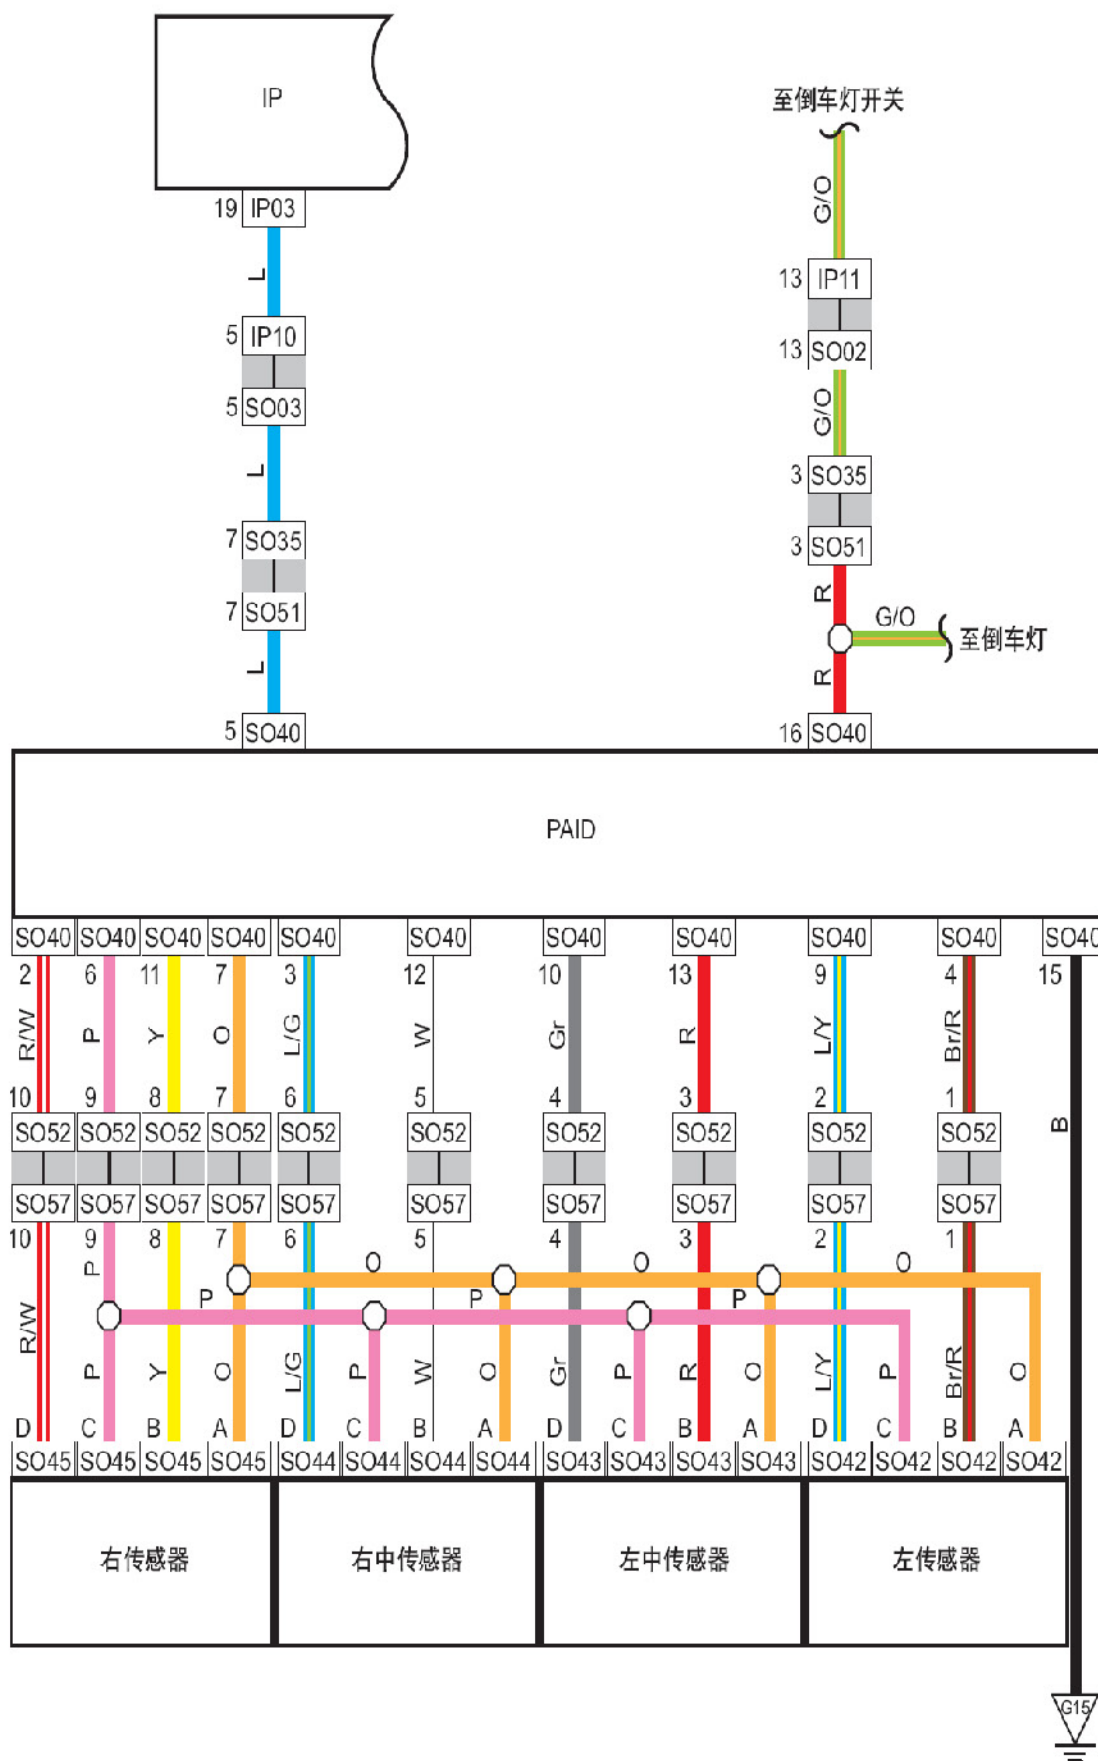 IP
至倒车灯开关
G/O
19 IP03
L
13 IP11
5 IP10
13 SO02
5 SO03
G/O
L
3 SO35
7 SO35
3 SO51
7 SO51
R
G/O
至倒车灯
L
R
5 SO40
16 SO40
PAID
SO40 SO40 SO40 SO40 SO40 SO40 SO40 SO40 SO40 SO40 SO40
2 6 11 7 3 12 10 13 9 4 15
R/W P Y O L/G W Gr R L/Y Br/R
10 9 8 7 6 5 4 3 2 1
B
SO52 SO52 SO52 SO52 SO52 SO52 SO52 SO52 SO52 SO52
SO57 SO57 SO57 SO57 SO57 SO57 SO57 SO57 SO57 SO57
10 9 8 7 6 5 4 3 2 1
P O O O
P P P
R/W P Y O L/G P W O Gr P R O L/Y P Br/R O
D C B A D C B A D C B A D C B A
SO45 SO45 SO45 SO45 SO44 SO44 SO44 SO44 SO43 SO43 SO43 SO43 SO42 SO42 SO42 SO42
右传感器 右中传感器 左中传感器 左传感器
G15